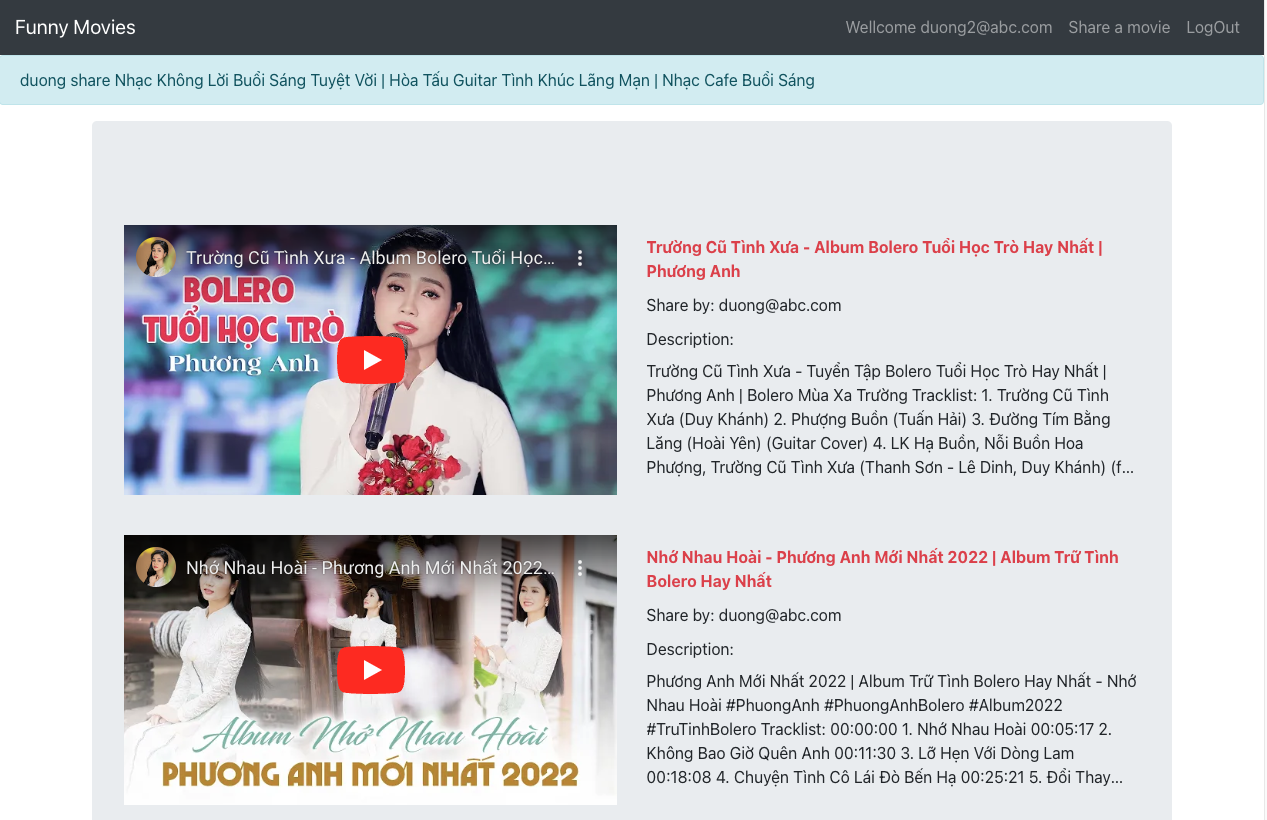 Funny Movies
Wellcome duong2@abc.com Share a movie LogOut
duong share Nhạc Không Lời Buổi Sáng Tuyệt Vời | Hòa Tấu Guitar Tình Khúc Lãng Mạn | Nhạc Cafe Buổi Sáng
Trường Cũ Tình Xưa - Album Bolero Tuổi Học...
BOLERO
TUỔI HỌC TRÒ
Phương Anh
Trường Cũ Tình Xưa - Album Bolero Tuổi Học Trò Hay Nhất |
Phương Anh
Share by: duong@abc.com
Description:
Trường Cũ Tình Xưa - Tuyển Tập Bolero Tuổi Học Trò Hay Nhất |
Phương Anh | Bolero Mùa Xa Trường Tracklist: 1. Trường Cũ Tình
Xưa (Duy Khánh) 2. Phượng Buồn (Tuấn Hải) 3. Đường Tím Bằng
Lăng (Hoài Yên) (Guitar Cover) 4. LK Hạ Buồn, Nỗi Buồn Hoa
Phượng, Trường Cũ Tình Xưa (Thanh Sơn - Lê Dinh, Duy Khánh) (f...
Nhớ Nhau Hoài - Phương Anh Mới Nhất 2022...
Album Nhớ Nhau Hoài
PHƯƠNG ANH MỚI NHẤT 2022
Nhớ Nhau Hoài - Phương Anh Mới Nhất 2022 | Album Trữ Tình
Bolero Hay Nhất
Share by: duong@abc.com
Description:
Phương Anh Mới Nhất 2022 | Album Trữ Tình Bolero Hay Nhất - Nhớ
Nhau Hoài #PhuongAnh #PhuongAnhBolero #Album2022
#TruTinhBolero Tracklist: 00:00:00 1. Nhớ Nhau Hoài 00:05:17 2.
Không Bao Giờ Quên Anh 00:11:30 3. Lỡ Hẹn Với Dòng Lam
00:18:08 4. Chuyện Tình Cô Lái Đò Bến Hạ 00:25:21 5. Đổi Thay...